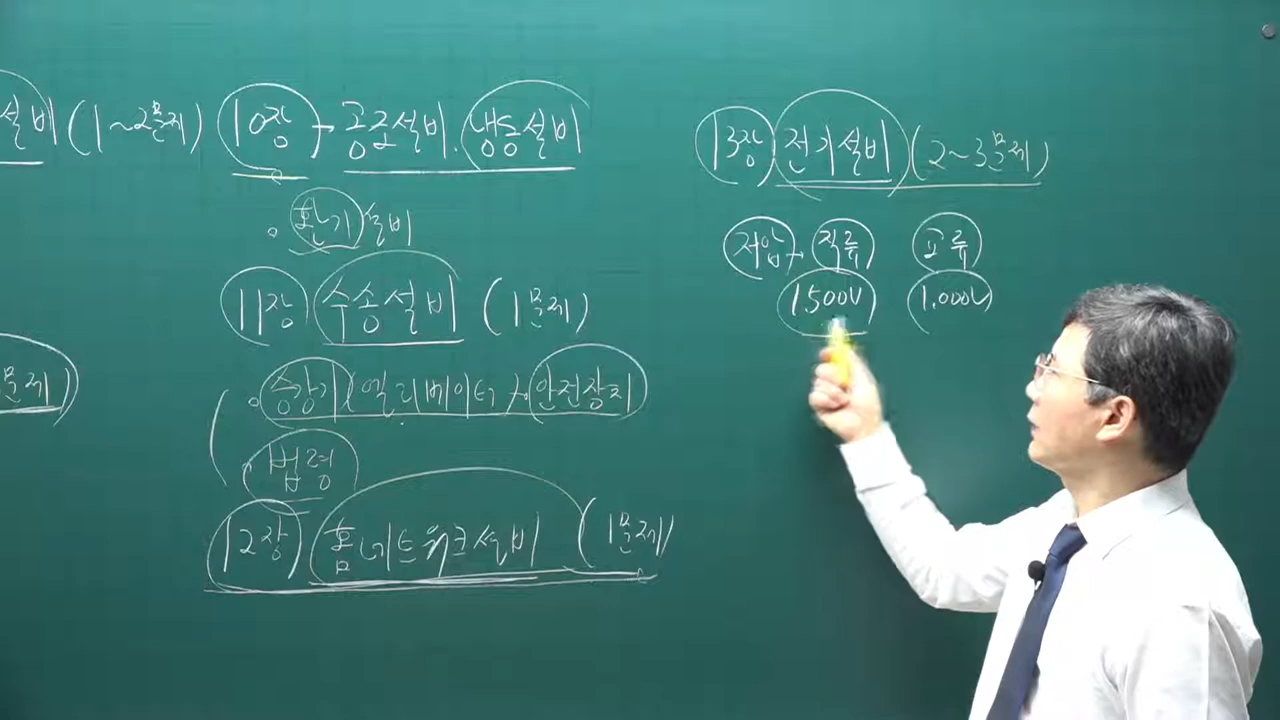 설비 (1~2문제)
10장 - 공조설비. 냉동설비
· 환기설비
11장 수송설비 (1문제)
· 승강기(엘리베이터). 안전장치
법령
12장 홈네트워크설비 (1문제)
문제)
13장 전기설비 (2~3문제)
저압. 직류 교류
1,500V 1,000V